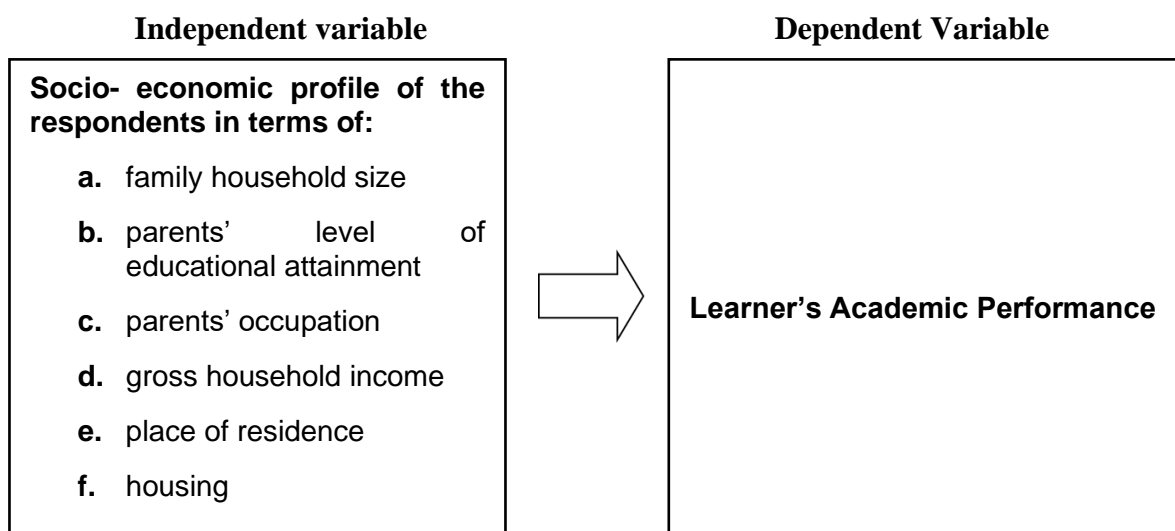 Independent variable
Dependent Variable
Socio- economic profile of the
respondents in terms of:
a. family household size
b. parents’ level of
educational attainment
c. parents’ occupation
d. gross household income
e. place of residence
f. housing
Learner’s Academic Performance